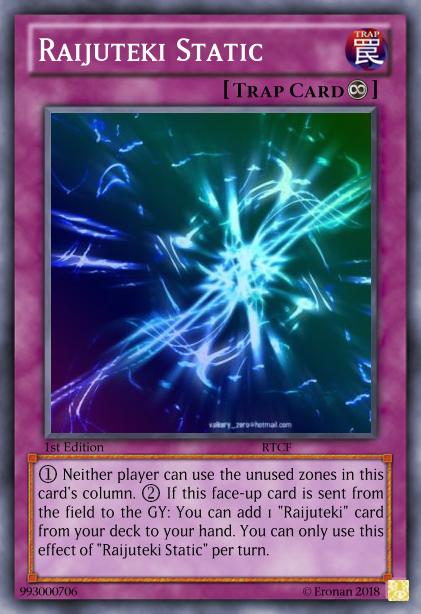 Raijuteki Static
TRAP
罠
[Trap Card∞]
valkery_zero@hotmail.com
1st Edition
RTCF
① Neither player can use the unused zones in this
card's column. ② If this face-up card is sent from
the field to the GY: You can add 1 "Raijuteki" card
from your deck to your hand. You can only use this
effect of "Raijuteki Static" per turn.
993000706
© Eronan 2018